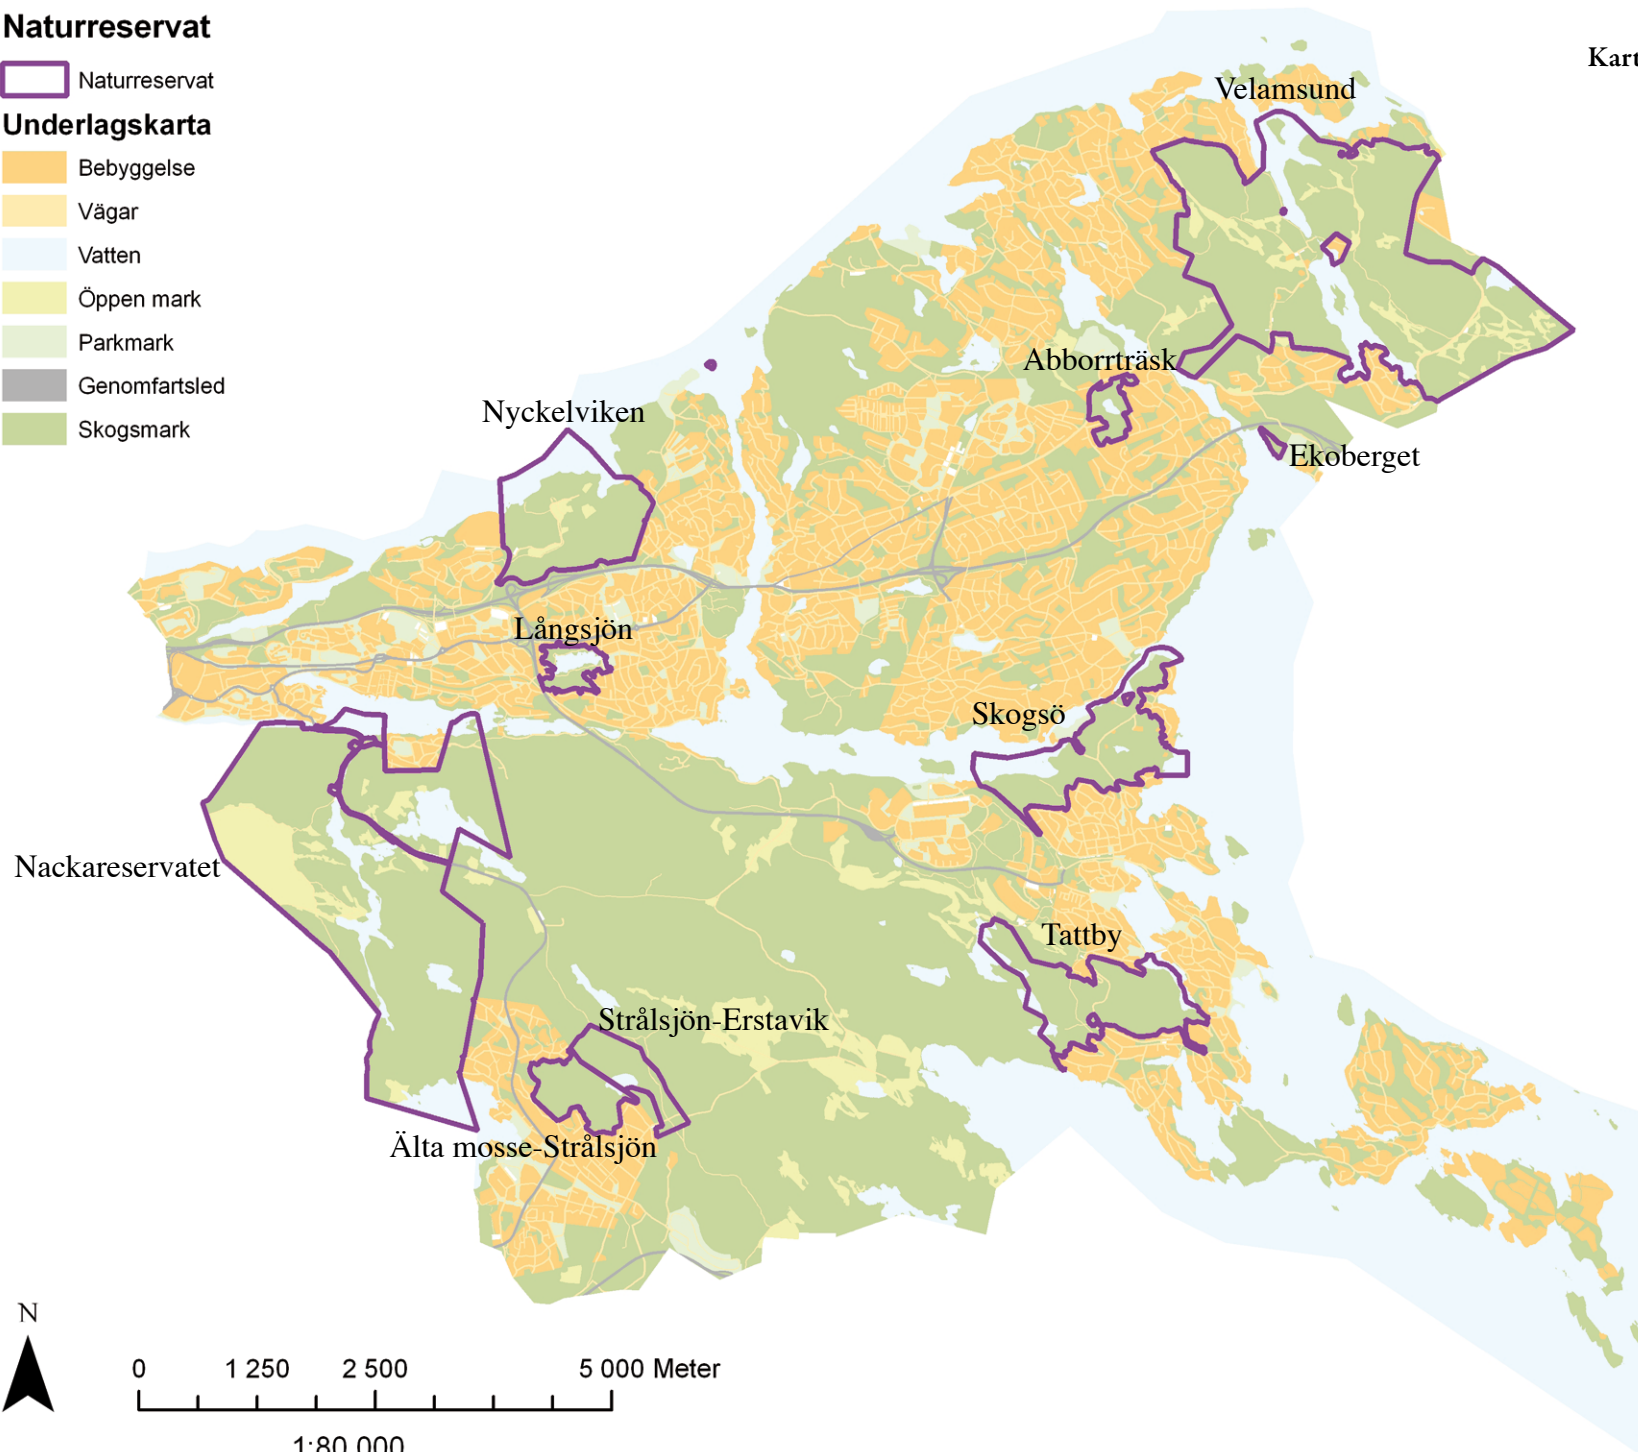 Naturreservat
Naturreservat
Underlagskarta
Bebyggelse
Vägar
Vatten
Öppen mark
Parkmark
Genomfartsled
Skogsmark
Kart
Velamsund
Abborrträsk
Nyckelviken
Ekoberget
Långsjön
Skogsö
Nackareservatet
Tattby
Strålsjön-Erstavik
Älta mosse-Strålsjön
N
0 1 250 2 500 5 000 Meter
1:80 000